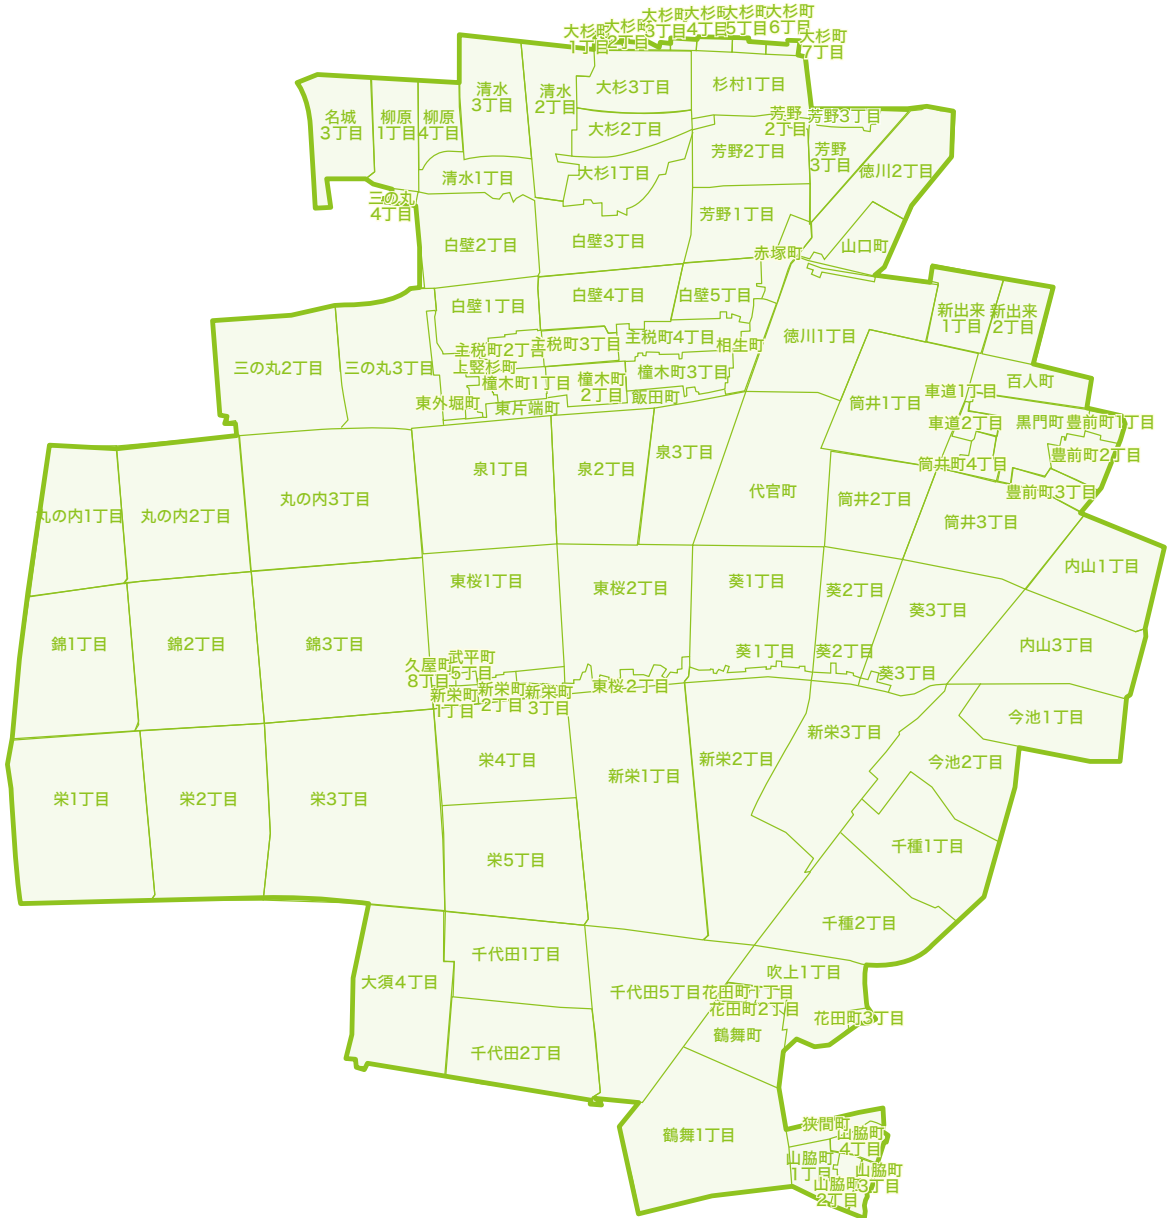 大杉町
1丁目
大杉町
2丁目
大杉町
3丁目
大杉町
4丁目
大杉町
5丁目
大杉町
6丁目
大杉町
7丁目
名城
3丁目
柳原
1丁目
柳原
4丁目
清水
3丁目
清水
2丁目
大杉3丁目
杉村1丁目
大杉2丁目
芳野
2丁目
芳野3丁目
芳野2丁目
芳野
3丁目
徳川2丁目
清水1丁目
大杉1丁目
三の丸
4丁目
芳野1丁目
白壁2丁目
白壁3丁目
赤塚町
山口町
白壁1丁目
白壁4丁目
白壁5丁目
新出来
1丁目
新出来
2丁目
三の丸2丁目
三の丸3丁目
主税町2丁目
主税町3丁目
主税町4丁目
相生町
徳川1丁目
上竪杉町
橦木町1丁目
橦木町
2丁目
橦木町3丁目
東外堀町
東片端町
飯田町
筒井1丁目
車道1丁目
百人町
車道2丁目
黒門町
豊前町1丁目
豊前町2丁目
筒井町4丁目
豊前町3丁目
丸の内1丁目
丸の内2丁目
丸の内3丁目
泉1丁目
泉2丁目
泉3丁目
代官町
筒井2丁目
筒井3丁目
内山1丁目
東桜1丁目
東桜2丁目
葵1丁目
葵2丁目
葵3丁目
錦1丁目
錦2丁目
錦3丁目
内山3丁目
久屋町
8丁目
武平町
5丁目
葵1丁目
葵2丁目
葵3丁目
新栄町
1丁目
新栄町
2丁目
新栄町
3丁目
東桜2丁目
今池1丁目
栄1丁目
栄2丁目
栄3丁目
栄4丁目
新栄1丁目
新栄2丁目
新栄3丁目
今池2丁目
栄5丁目
千種1丁目
千種2丁目
大須4丁目
千代田1丁目
千代田5丁目
花田町1丁目
吹上1丁目
花田町2丁目
花田町3丁目
鶴舞町
千代田2丁目
鶴舞1丁目
狭間町
山脇町
4丁目
山脇町
1丁目
山脇町
3丁目
山脇町
2丁目